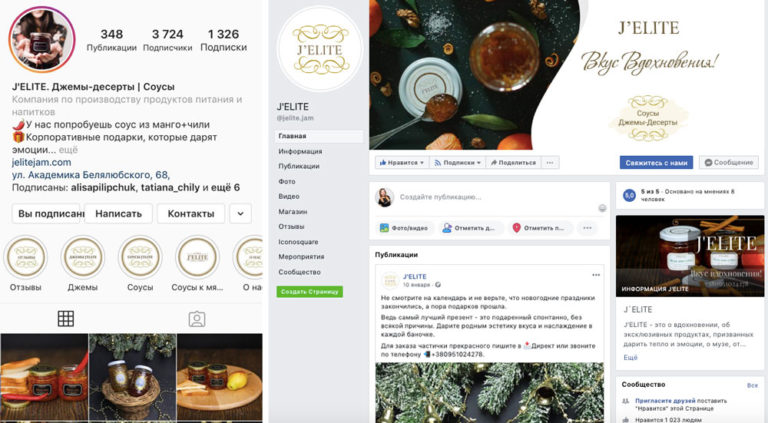 348 3 724 1 326
Публикации Подписчики Подписки
J'ELITE. Джемы-десерты | Соусы
Компания по производству продуктов питания и
напитков
🌶️У нас попробуешь соус из манго+чили
🎁Корпоративные подарки, которые дарят
эмоции... ещё
jelitejam.com
ул. Академика Белялюбского, 68,
Подписаны: alisapilipchuk, tatiana_chily и ещё 6
Вы подписаны Написать Контакты
Отзывы Джемы Соусы Соусы к мя... О нас
J'ELITE
J'ELITE
@jelite.jam
Главная
Информация
Публикации
Фото
Видео
Магазин
Отзывы
Iconosquare
Мероприятия
Сообщество
Создать Страницу
J'ELITE
Вкус Вдохновения!
Соусы
Джемы-Десерты
Нравится Подписки Поделиться ... Свяжитесь с нами Сообщение
Создайте публикацию...
Фото/видео Отметить д... Отметить п...
Публикации
J'ELITE
10 января ·
Не смотрите на календарь и не верьте, что новогодние праздники
закончились, а пора подарков прошла.
Ведь самый лучший презент - это подаренный спонтанно, без
всякой причины. Дарите родным эстетику вкуса и наслаждение в
каждой баночке.
Для заказа частички прекрасного пишите в 📩Директ или звоните
по телефону 📲+380951024278.
5,0 5 из 5 · Основано на мнениях 8
человек
J'ELITE
Вкус вдохновения!
+380951024278
ИНФОРМАЦИЯ J'ELITE
J`ELITE
J'ELITE - это о вдохновении, об
эксклюзивных продуктах, призванных
дарить тепло и эмоции, о музе, от...
Ещё
Сообщество Все
Пригласите друзей поставить
"Нравится" этой Странице
Нравится 1 023 людям